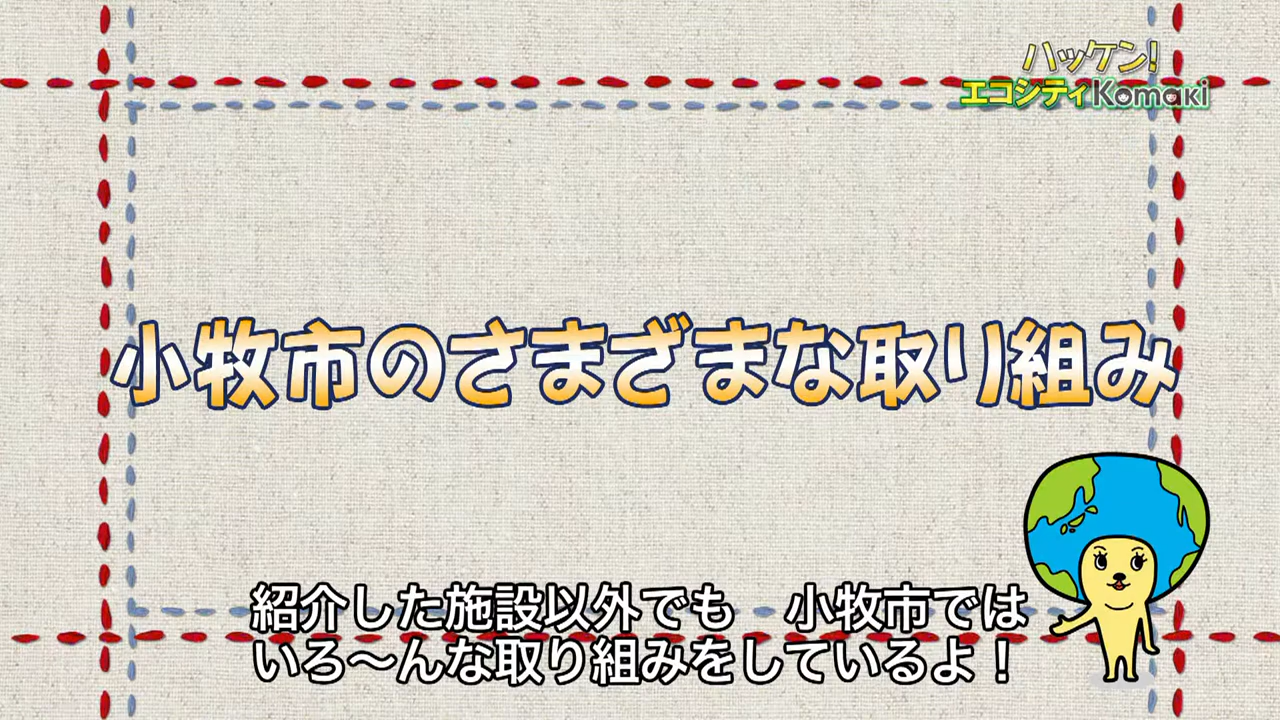 ハッケン!
エコシティKomaki
小牧市のさまざまな取り組み
紹介した施設以外でも　小牧市では
いろ～んな取り組みをしているよ！